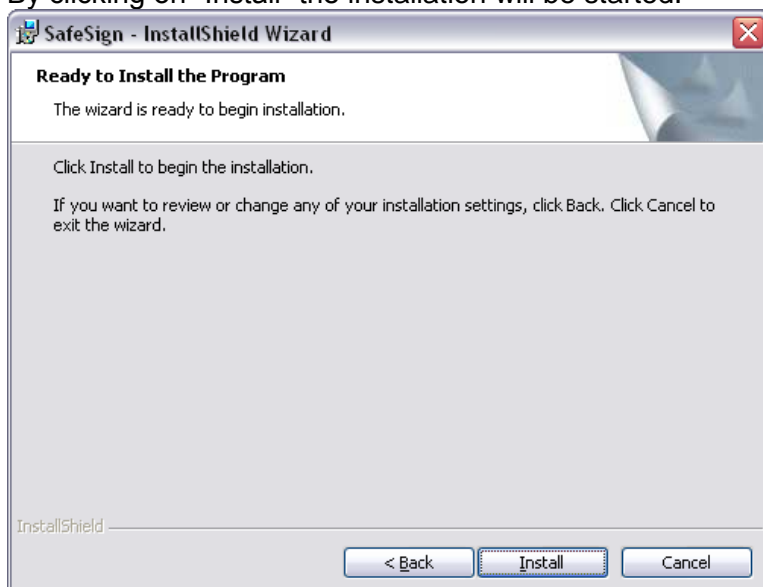 By clicking on "Install" the installation will be started.
SafeSign - InstallShield Wizard
Ready to Install the Program
The wizard is ready to begin installation.
Click Install to begin the installation.
If you want to review or change any of your installation settings, click Back. Click Cancel to
exit the wizard.
InstallShield
< Back
Install
Cancel